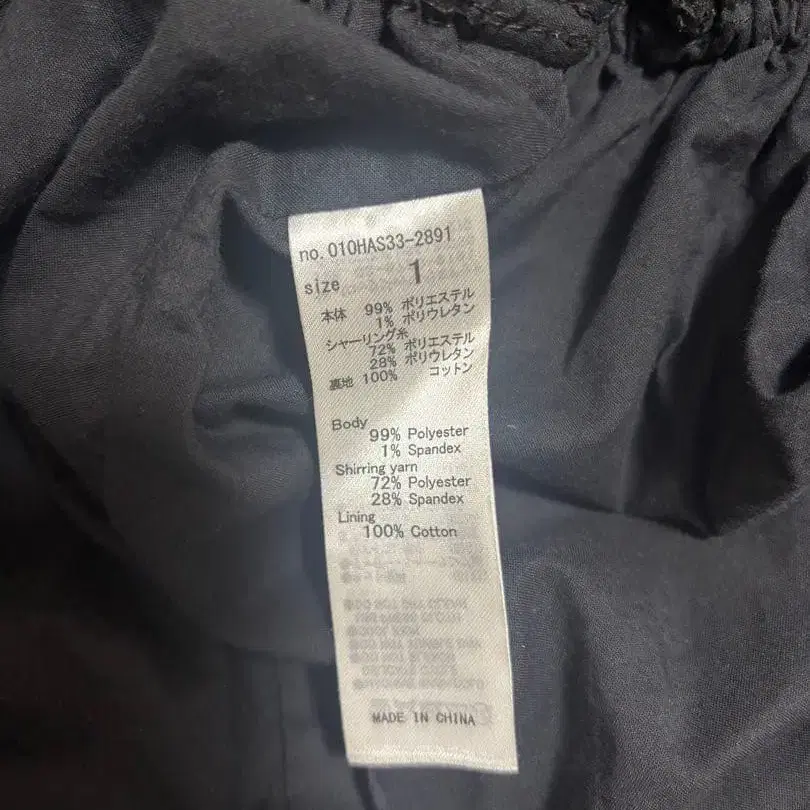 no. 010HAS33-2891
size 1
本体 99% ポリエステル
1% ポリウレタン
シャーリング糸
72% ポリエステル
28% ポリウレタン
裏地 100% コットン
Body
99% Polyester
1% Spandex
Shirring yarn
72% Polyester
28% Spandex
Lining
100% Cotton
MADE IN CHINA